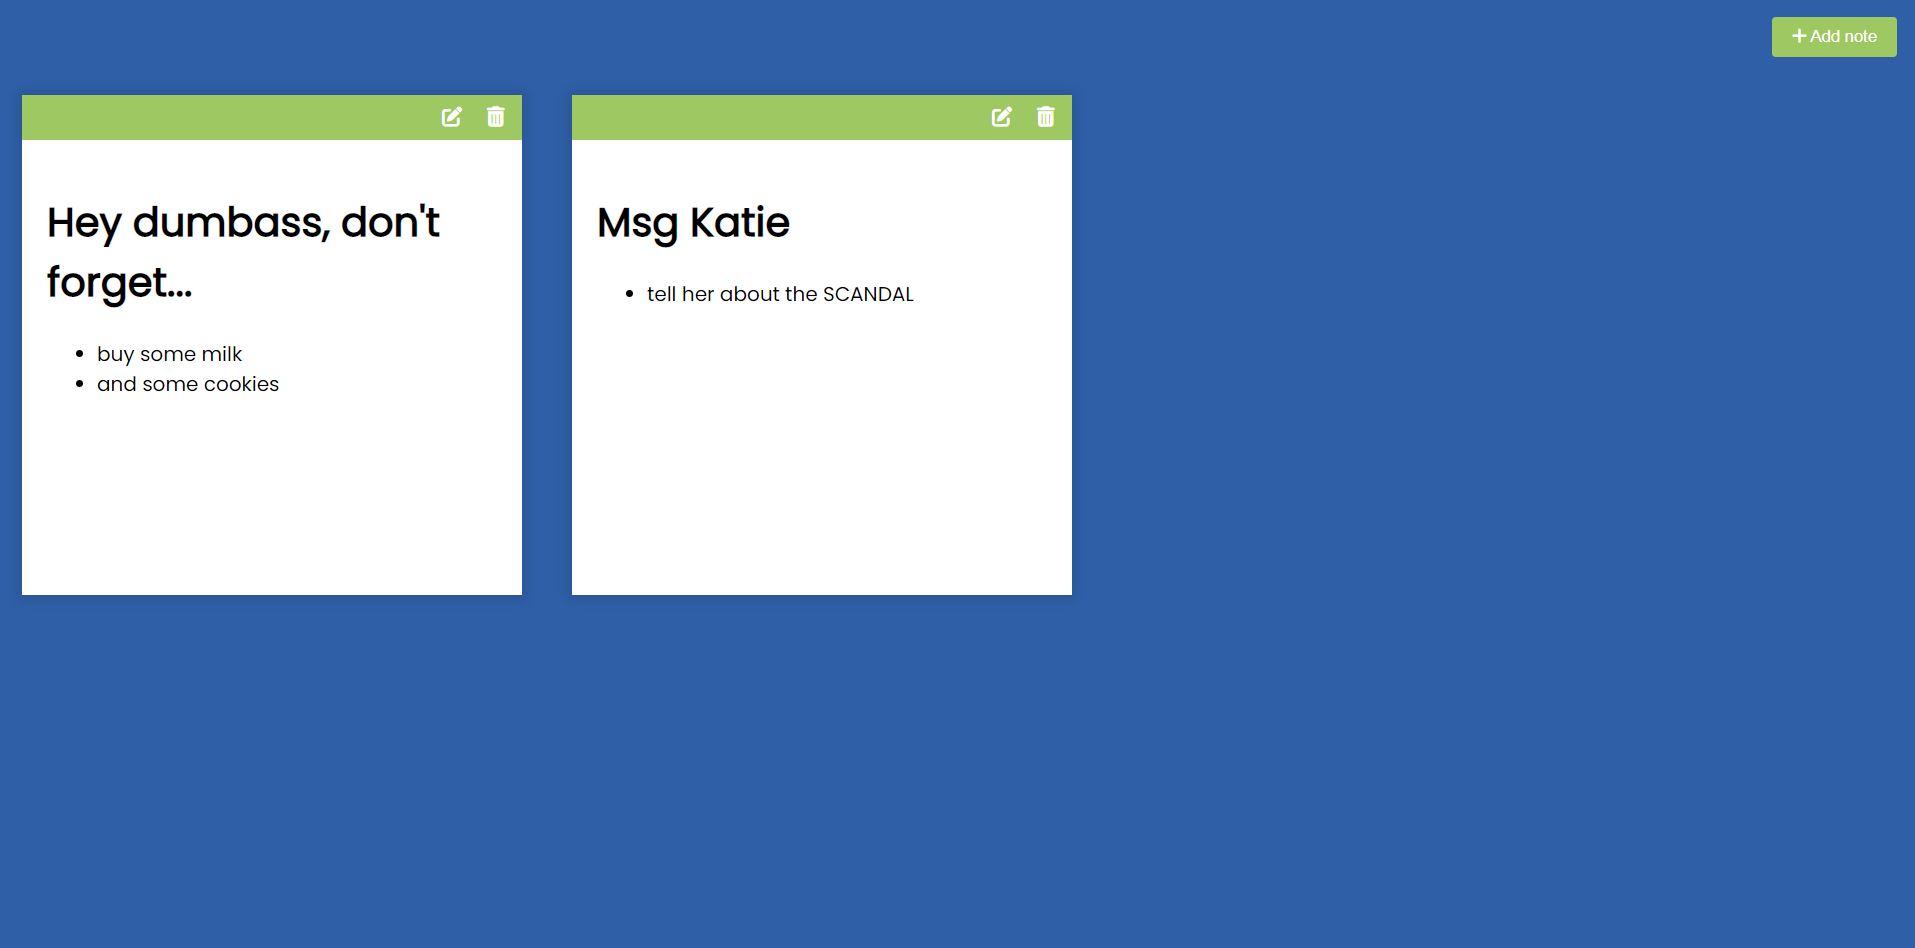 Add note
Hey dumbass, don't
forget...
buy some milk
and some cookies
Msg Katie
tell her about the SCANDAL